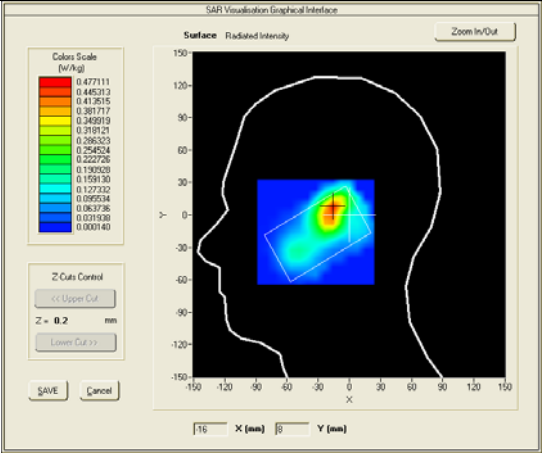 SAR Visualisation Graphical Interface
Surface Radiated Intensity
Zoom In/Out
Colors Scale
(W/kg)
0.477111
0.445313
0.413515
0.381717
0.349919
0.318121
0.286323
0.254524
0.222726
0.190928
0.159130
0.127332
0.095534
0.063736
0.031938
0.000140
Z-Cuts Control
<< Upper Cut
Z = 0.2 mm
Lower Cut >>
SAVE Cancel
150
120
90
60
30
0
-30
-60
-90
-120
-150
Y
-150 -120 -90 -60 -30 0 30 60 90 120 150
X
-16 X (mm) 8 Y (mm)